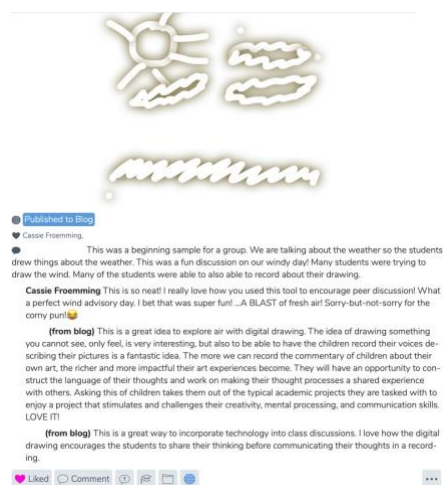 Published to Blog
Cassie Froemming,
This was a beginning sample for a group. We are talking about the weather so the students
drew things about the weather. This was a fun discussion on our windy day! Many students were trying to
draw the wind. Many of the students were able to also able to record about their drawing.
Cassie Froemming This is so neat! I really love how you used this tool to encourage peer discussion! What
a perfect wind advisory day. I bet that was super fun! ...A BLAST of fresh air! Sorry-but-not-sorry for the
corny pun!😂
(from blog) This is a great idea to explore air with digital drawing. The idea of drawing something
you cannot see, only feel, is very interesting, but also to be able to have the children record their voices de-
scribing their pictures is a fantastic idea. The more we can record the commentary of children about their
own art, the richer and more impactful their art experiences become. They will have an opportunity to con-
struct the language of their thoughts and work on making their thought processes a shared experience
with others. Asking this of children takes them out of the typical academic projects they are tasked with to
enjoy a project that stimulates and challenges their creativity, mental processing, and communication skills.
LOVE IT!
(from blog) This is a great way to incorporate technology into class discussions. I love how the digital
drawing encourages the students to share their thinking before communicating their thoughts in a record-
ing.
Liked Comment